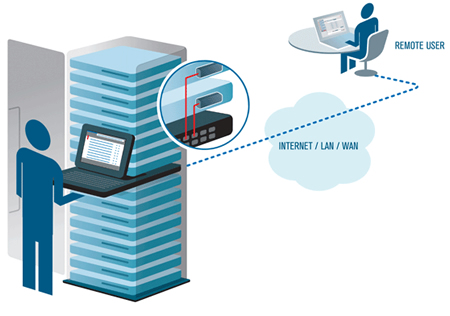 REMOTE USER
INTERNET / LAN / WAN